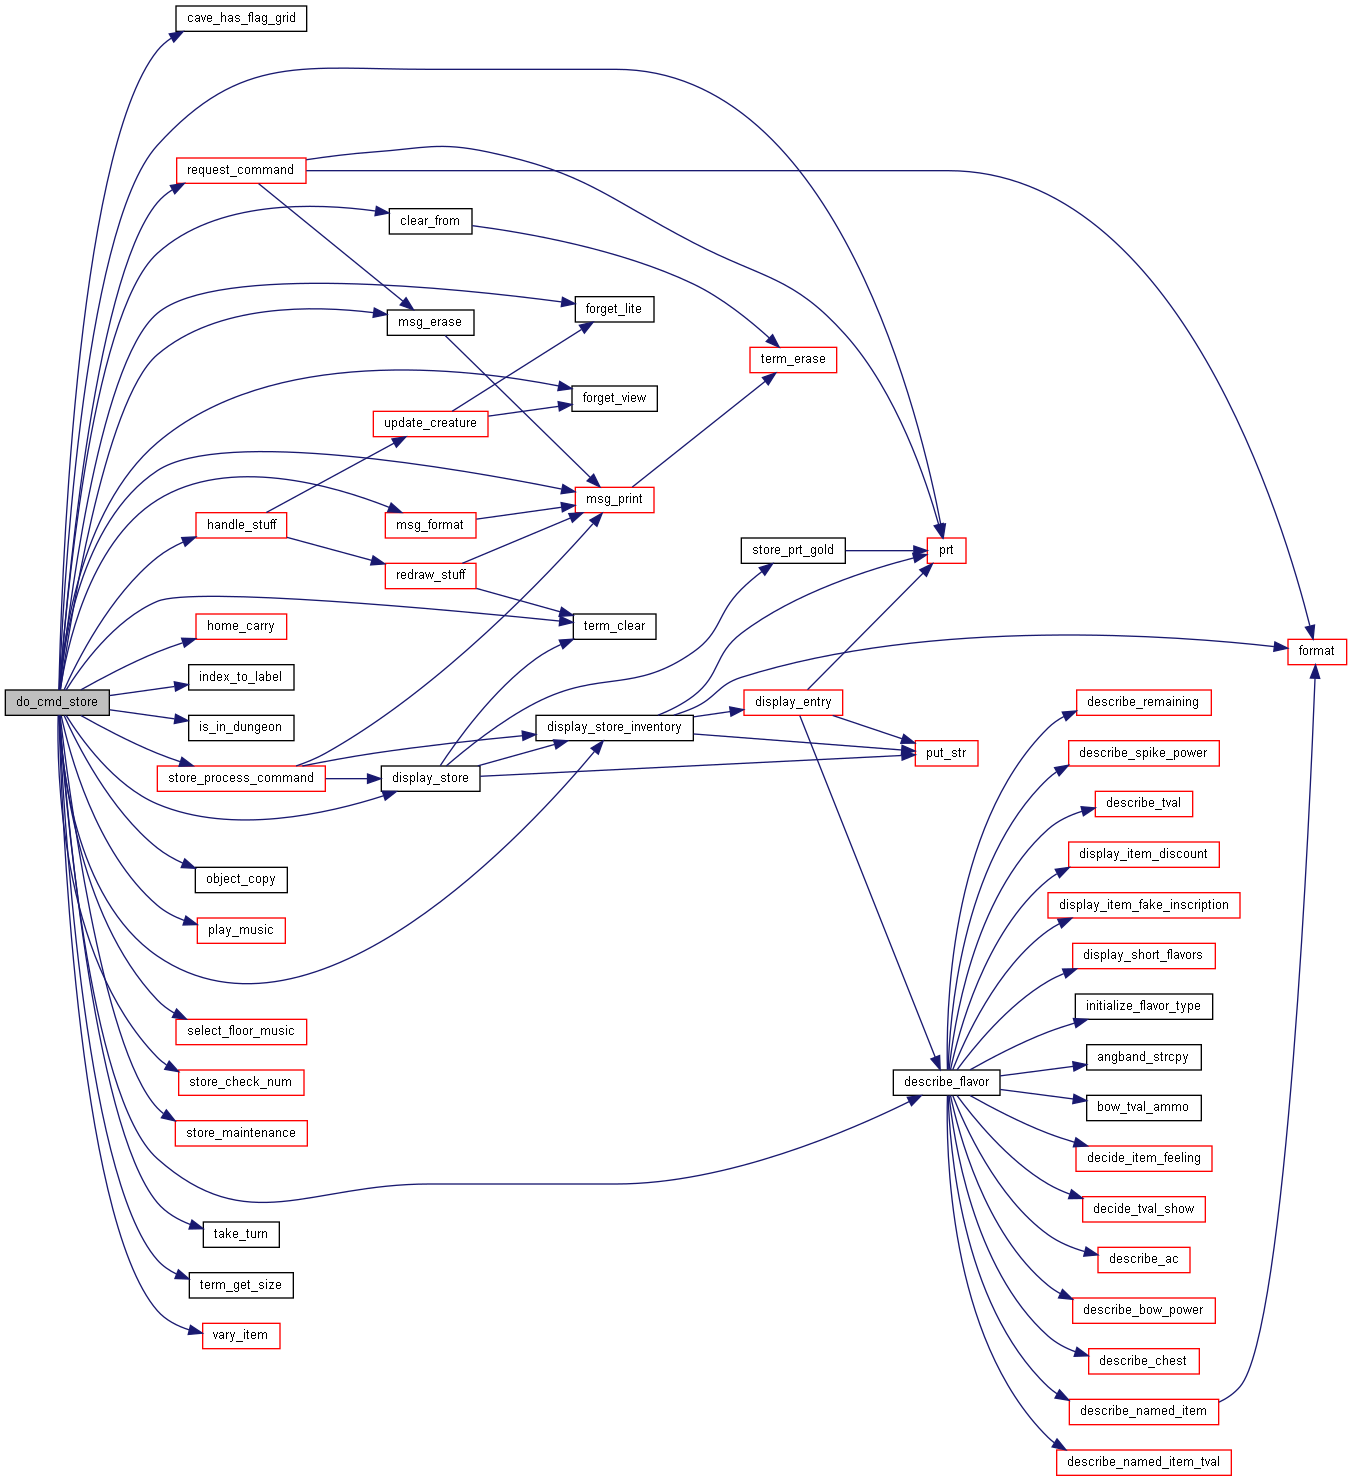 cave_has_flag_grid
request_command
clear_from
forget_lite
msg_erase
term_erase
forget_view
update_creature
msg_print
handle_stuff
msg_format
store_prt_gold
prt
redraw_stuff
home_carry
term_clear
format
index_to_label
do_cmd_store
display_entry
describe_remaining
is_in_dungeon
display_store_inventory
put_str
describe_spike_power
store_process_command
display_store
describe_tval
display_item_discount
object_copy
display_item_fake_inscription
play_music
display_short_flavors
initialize_flavor_type
select_floor_music
angband_strcpy
store_check_num
describe_flavor
bow_tval_ammo
store_maintenance
decide_item_feeling
decide_tval_show
take_turn
describe_ac
term_get_size
describe_bow_power
vary_item
describe_chest
describe_named_item
describe_named_item_tval